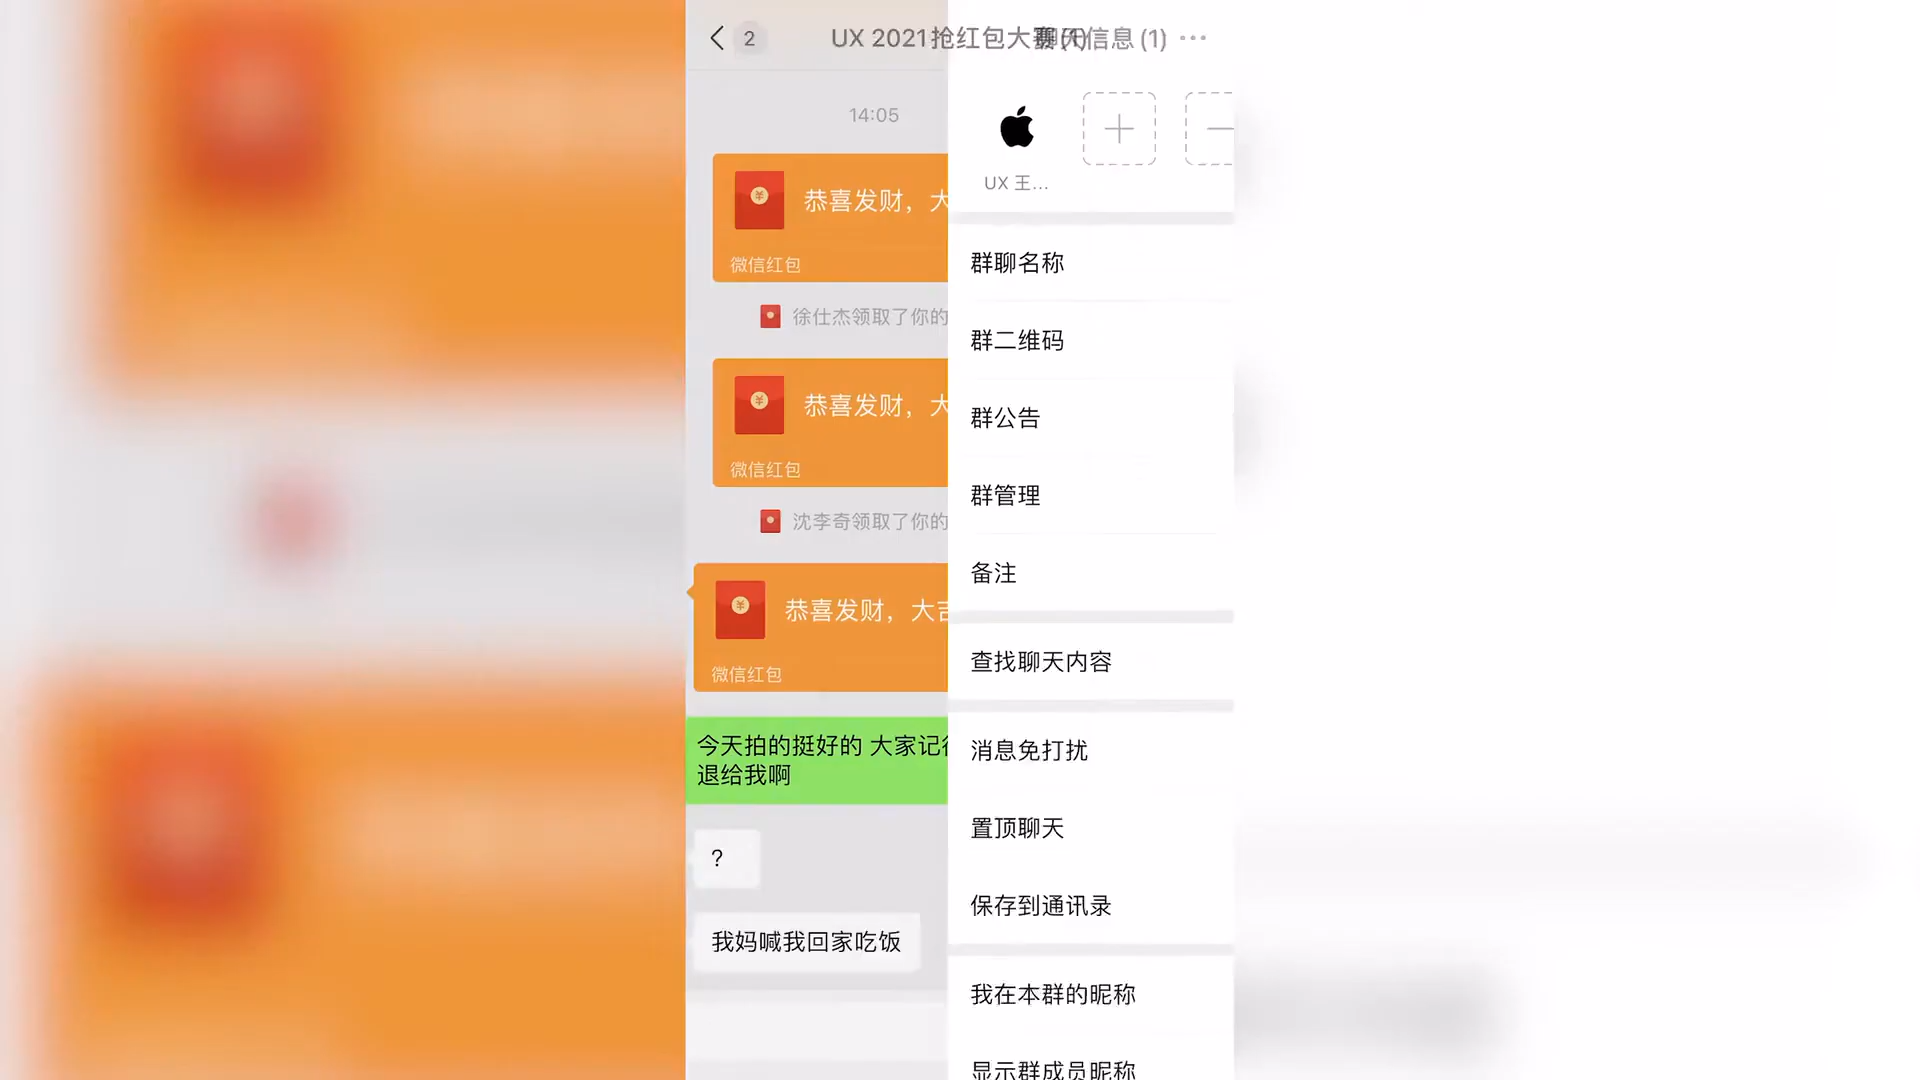 2
UX 2021抢红包大赛(1)
信息(1)
14:05
恭喜发财，大
微信红包
徐仕杰领取了你的
恭喜发财，大
微信红包
沈李奇领取了你的
恭喜发财，大吉
微信红包
今天拍的挺好的 大家记得
退给我啊
?
我妈喊我回家吃饭
UX 王...
群聊名称
群二维码
群公告
群管理
备注
查找聊天内容
消息免打扰
置顶聊天
保存到通讯录
我在本群的昵称
显示群成员昵称